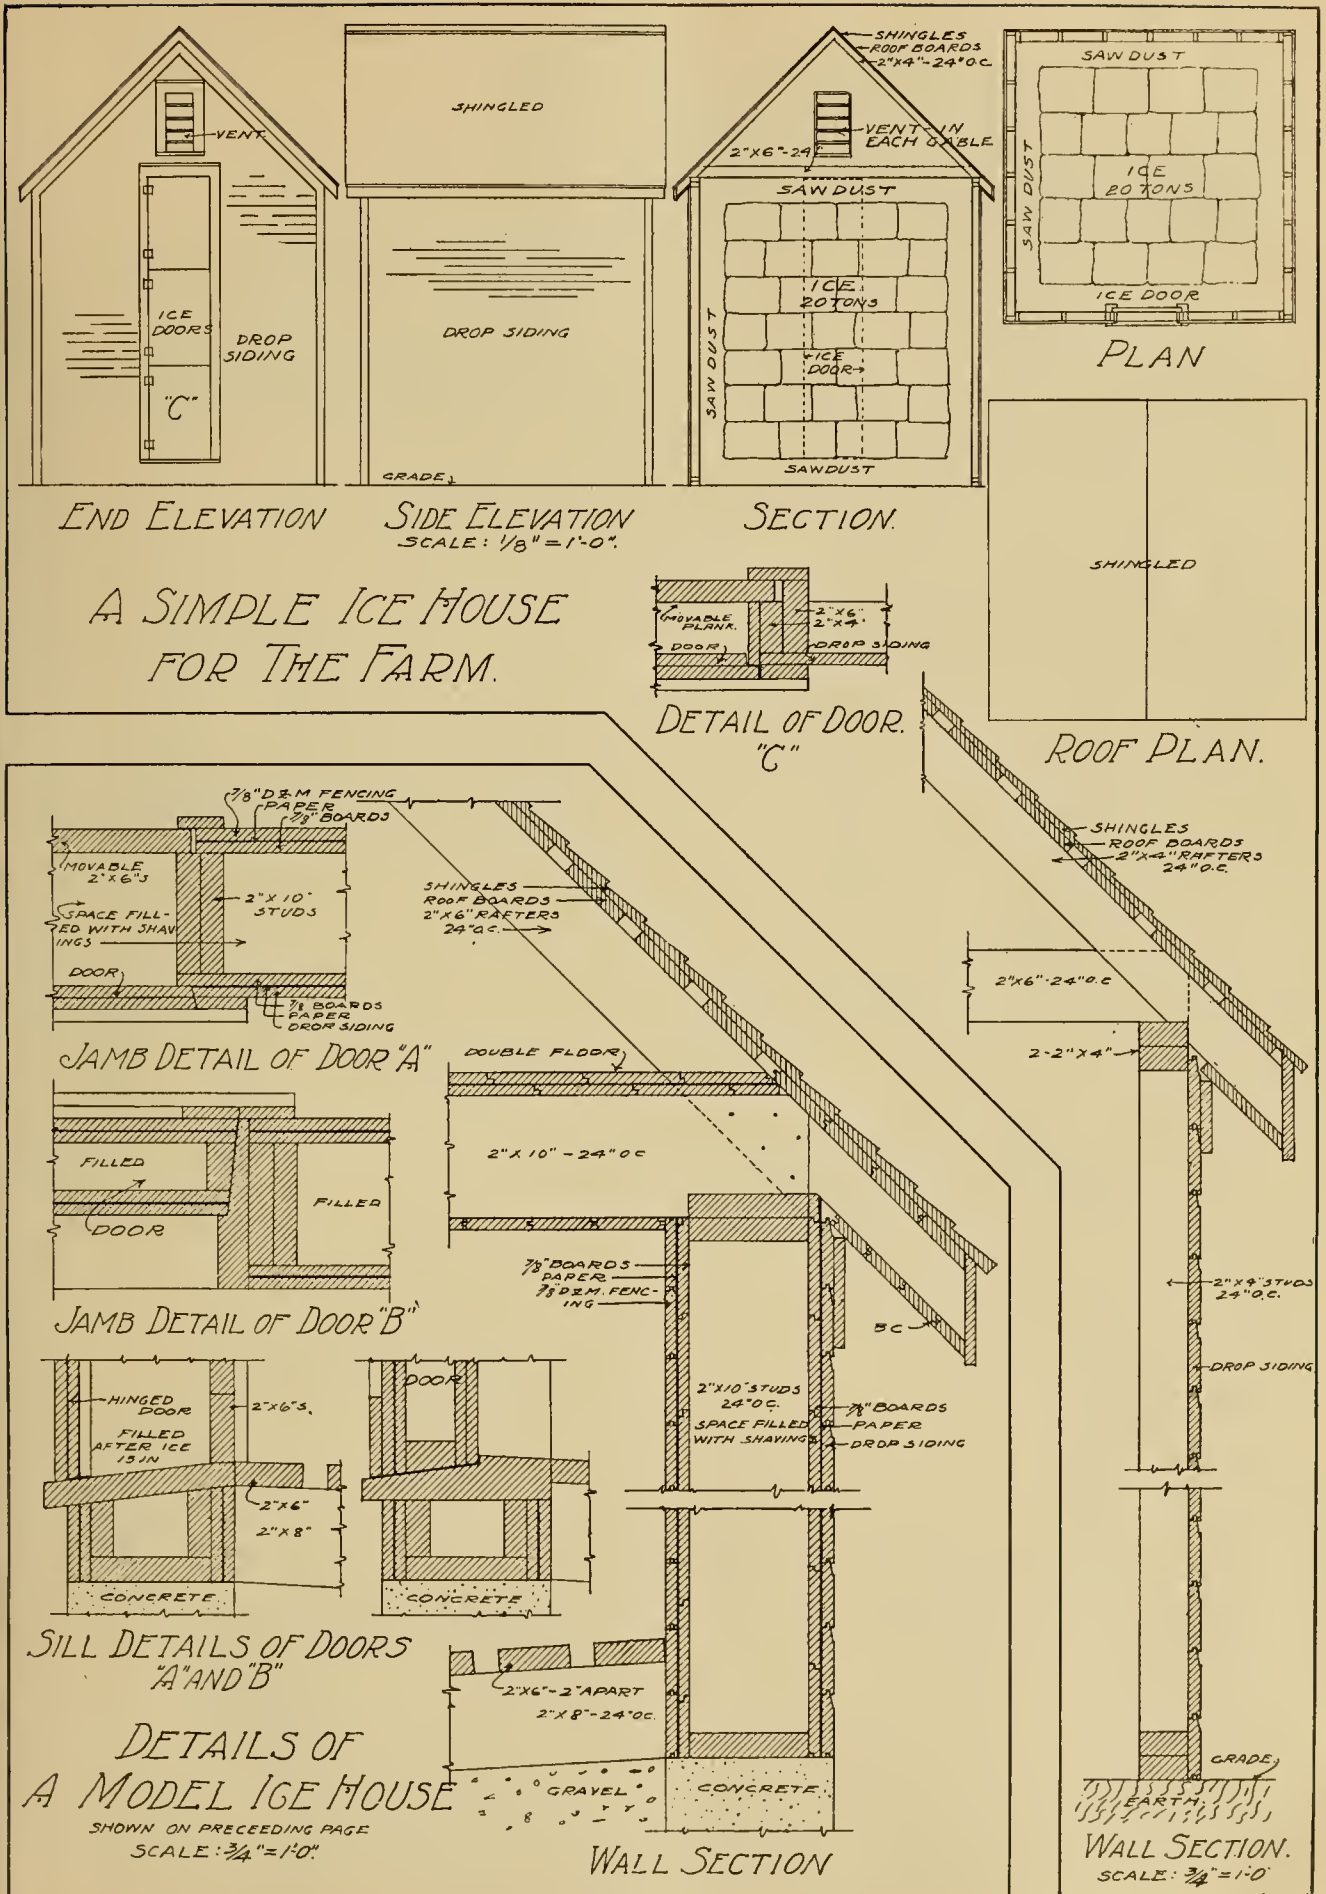 VENT
ICE
DOORS
DROP
SIDING
"C"
END ELEVATION
SHINGLED
DROP SIDING
GRADE
SIDE ELEVATION
SCALE: 1/8" = 1'-0".
SHINGLES
ROOF BOARDS
2"X4"-24"O.C.
VENT-IN
EACH GABLE
2"X6"-24"
SAWDUST
ICE
20 TONS
ICE
DOOR
SAW DUST
SAWDUST
SECTION.
SAW DUST
SAW DUST
ICE
20 TONS
ICE DOOR
PLAN
SHINGLED
ROOF PLAN.
A SIMPLE ICE HOUSE
FOR THE FARM.
MOVABLE
PLANK.
2"X6"
2"X4"
DOOR
DROP SIDING
DETAIL OF DOOR.
"C"
SHINGLES
ROOF BOARDS
2"X4" RAFTERS
24"O.C.
2"X6"-24"O.C
2-2"X4"
2"X4" STUDS
24"O.C.
DROP SIDING
GRADE
EARTH.
WALL SECTION.
SCALE: 3/4" = 1'-0
7/8" D & M FENCING
PAPER
7/8" BOARDS
MOVABLE
2"X6"S
2"X10"
STUDS
SPACE FILL-
ED WITH SHAV
INGS
DOOR
7/8 BOARDS
PAPER
DROP SIDING
JAMB DETAIL OF DOOR "A"
FILLED
FILLED
DOOR
JAMB DETAIL OF DOOR "B"
HINGED
DOOR
2"X6"S.
FILLED
AFTER ICE
IS IN
2"X6"
2"X8"
CONCRETE
DOOR
CONCRETE
SILL DETAILS OF DOORS
"A" AND "B"
SHINGLES
ROOF BOARDS
2"X6" RAFTERS
24"O.C.
DOUBLE FLOOR
2"X10"-24"O C
7/8" BOARDS
PAPER
7/8" D & M. FENC-
ING
B C
2"X10" STUDS
24"O.C.
SPACE FILLED
WITH SHAVING
7/8" BOARDS
PAPER
DROP SIDING
2"X6"-2" APART
2"X8"-24"O.C.
GRAVEL
CONCRETE
WALL SECTION
DETAILS OF
A MODEL ICE HOUSE
SHOWN ON PRECEEDING PAGE
SCALE: 3/4" = 1'-0".